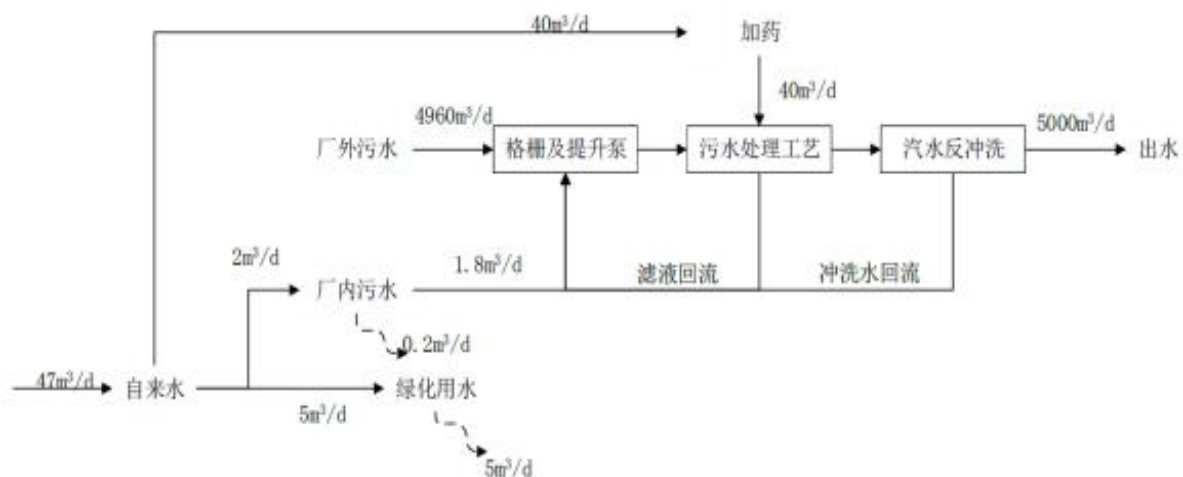 40m³/d
加药
40m³/d
4960m³/d
5000m³/d
厂外污水
格栅及提升泵
污水处理工艺
汽水反冲洗
出水
2m³/d
1.8m³/d
滤液回流
冲洗水回流
厂内污水
0.2m³/d
47m³/d
自来水
绿化用水
5m³/d
5m³/d